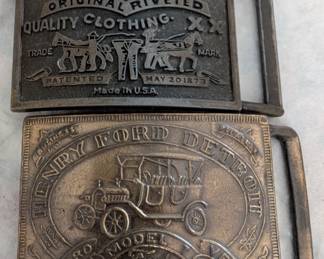 ORIGINAL RIVETED
QUALITY CLOTHING. XX
TRADE MARK
PATENTED MAY 20 1873
Made in U.S.A.
HENRY FORD DETROIT
MODEL
T